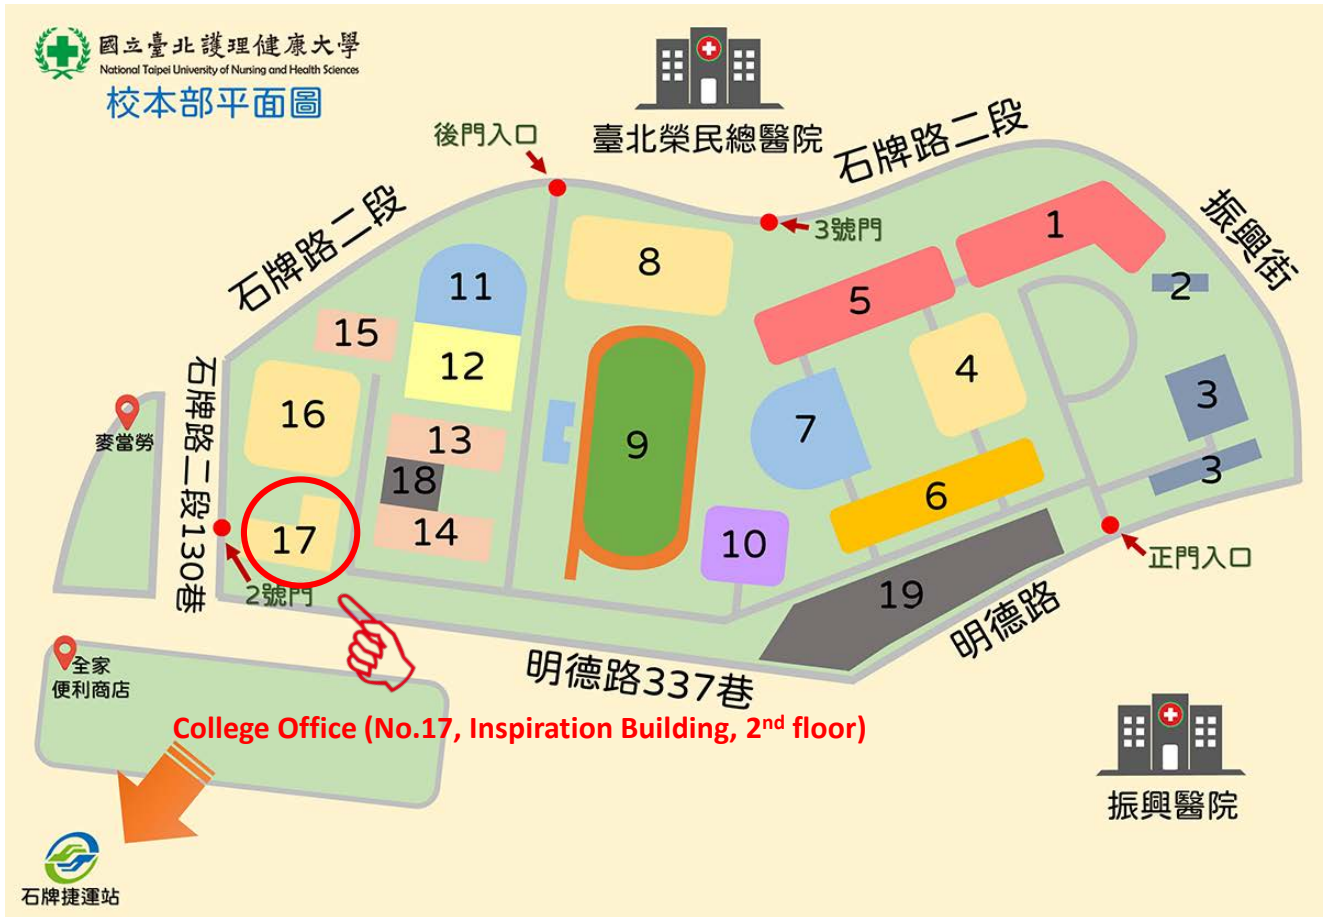 國立臺北護理健康大學
National Taipei University of Nursing and Health Sciences
校本部平面圖
臺北榮民總醫院
後門入口
石牌路二段
石牌路二段
3號門
振興街
1
2
3
3
4
5
6
7
8
9
10
11
12
13
14
15
16
17
18
19
麥當勞
石牌路二段130巷
2號門
正門入口
明德路
明德路337巷
全家
便利商店
College Office (No.17, Inspiration Building, 2nd floor)
振興醫院
石牌捷運站